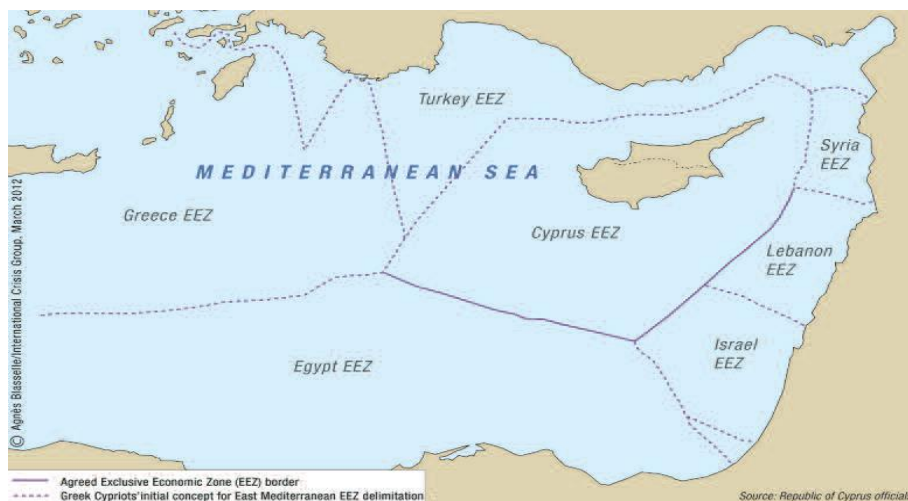 Turkey EEZ
MEDITERRANEAN SEA
Syria
EEZ
Greece EEZ
Cyprus EEZ
Lebanon
EEZ
Israel
EEZ
Egypt EEZ
© Agnès Blasselle/International Crisis Group, March 2012
Agreed Exclusive Economic Zone (EEZ) border
Greek Cypriots' initial concept for East Mediterranean EEZ delimitation
Source: Republic of Cyprus official